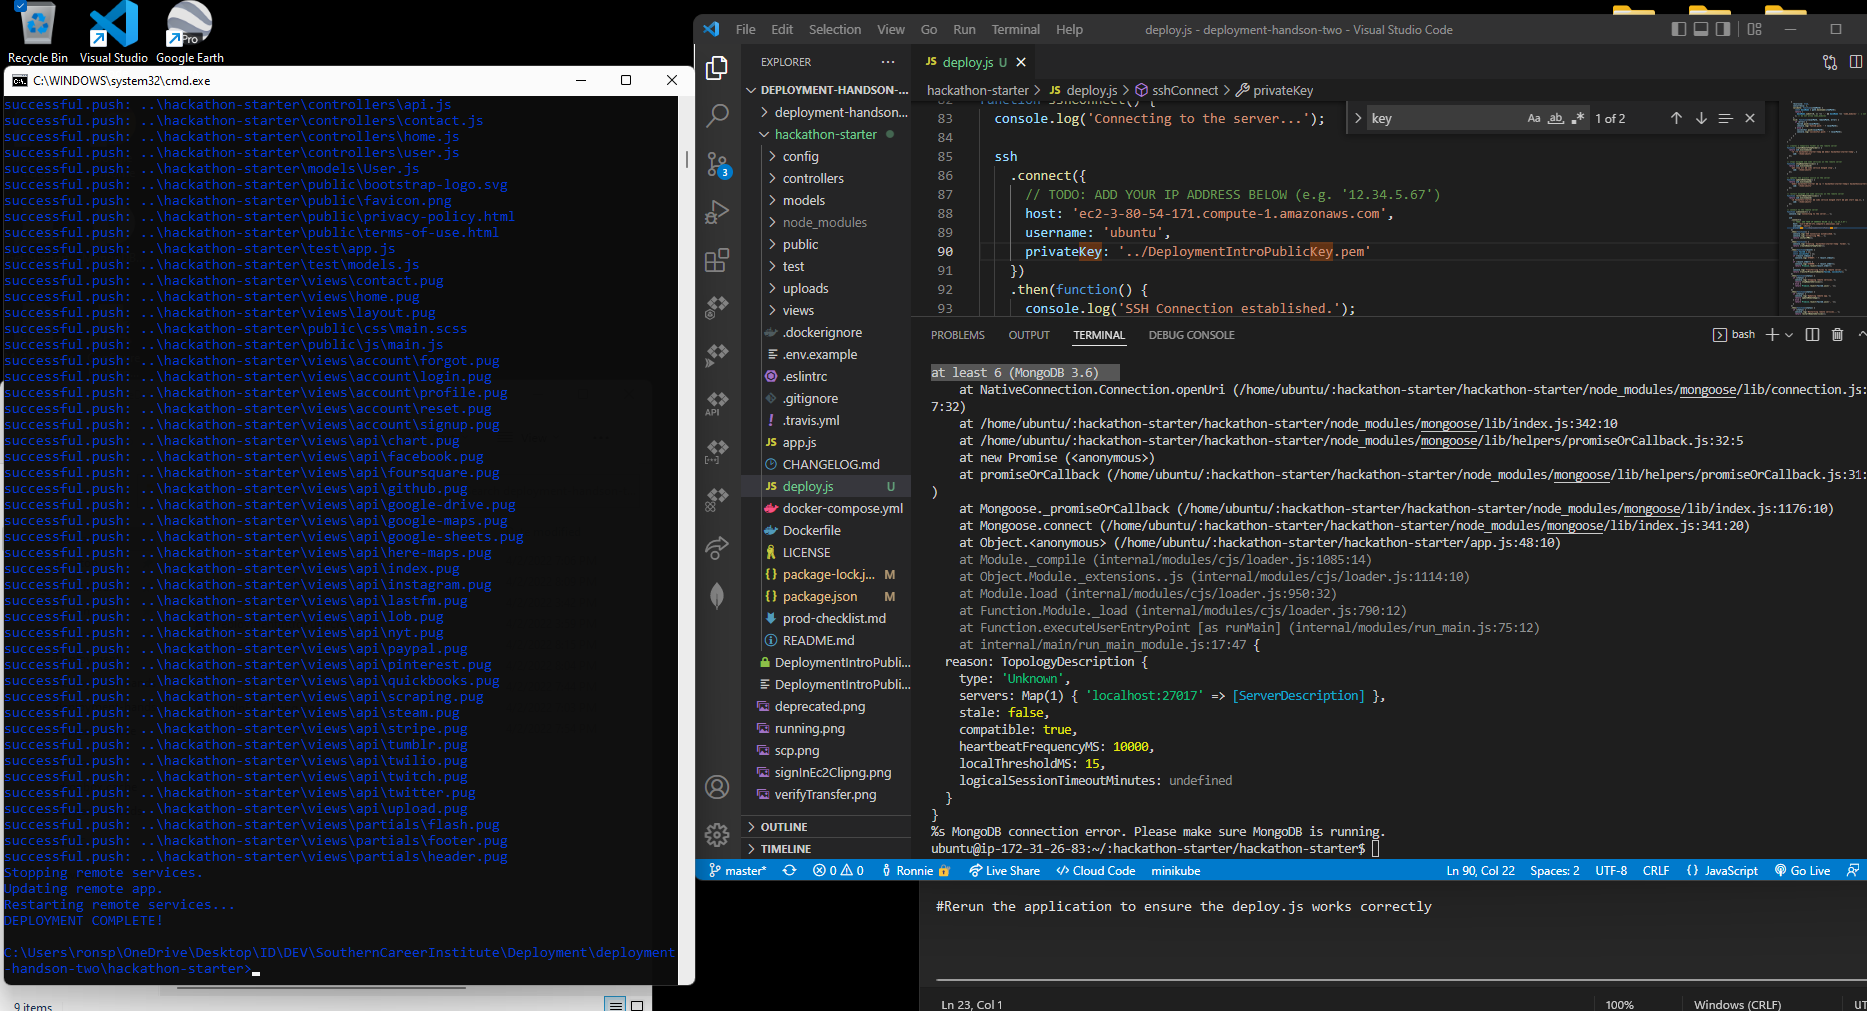 Recycle Bin
Visual Studio
Google Earth
Pro
C:\WINDOWS\system32\cmd.exe
successful.push: ..\hackathon-starter\controllers\api.js
successful.push: ..\hackathon-starter\controllers\contact.js
successful.push: ..\hackathon-starter\controllers\home.js
successful.push: ..\hackathon-starter\controllers\user.js
successful.push: ..\hackathon-starter\models\User.js
successful.push: ..\hackathon-starter\public\bootstrap-logo.svg
successful.push: ..\hackathon-starter\public\favicon.png
successful.push: ..\hackathon-starter\public\privacy-policy.html
successful.push: ..\hackathon-starter\public\terms-of-use.html
successful.push: ..\hackathon-starter\test\app.js
successful.push: ..\hackathon-starter\test\models.js
successful.push: ..\hackathon-starter\views\contact.pug
successful.push: ..\hackathon-starter\views\home.pug
successful.push: ..\hackathon-starter\views\layout.pug
successful.push: ..\hackathon-starter\public\css\main.scss
successful.push: ..\hackathon-starter\public\js\main.js
successful.push: ..\hackathon-starter\views\account\forgot.pug
successful.push: ..\hackathon-starter\views\account\login.pug
successful.push: ..\hackathon-starter\views\account\profile.pug
successful.push: ..\hackathon-starter\views\account\reset.pug
successful.push: ..\hackathon-starter\views\account\signup.pug
successful.push: ..\hackathon-starter\views\api\chart.pug
successful.push: ..\hackathon-starter\views\api\facebook.pug
successful.push: ..\hackathon-starter\views\api\foursquare.pug
successful.push: ..\hackathon-starter\views\api\github.pug
successful.push: ..\hackathon-starter\views\api\google-drive.pug
successful.push: ..\hackathon-starter\views\api\google-maps.pug
successful.push: ..\hackathon-starter\views\api\google-sheets.pug
successful.push: ..\hackathon-starter\views\api\here-maps.pug
successful.push: ..\hackathon-starter\views\api\index.pug
successful.push: ..\hackathon-starter\views\api\instagram.pug
successful.push: ..\hackathon-starter\views\api\lastfm.pug
successful.push: ..\hackathon-starter\views\api\lob.pug
successful.push: ..\hackathon-starter\views\api\nyt.pug
successful.push: ..\hackathon-starter\views\api\paypal.pug
successful.push: ..\hackathon-starter\views\api\pinterest.pug
successful.push: ..\hackathon-starter\views\api\quickbooks.pug
successful.push: ..\hackathon-starter\views\api\scraping.pug
successful.push: ..\hackathon-starter\views\api\steam.pug
successful.push: ..\hackathon-starter\views\api\stripe.pug
successful.push: ..\hackathon-starter\views\api\tumblr.pug
successful.push: ..\hackathon-starter\views\api\twilio.pug
successful.push: ..\hackathon-starter\views\api\twitch.pug
successful.push: ..\hackathon-starter\views\api\twitter.pug
successful.push: ..\hackathon-starter\views\api\upload.pug
successful.push: ..\hackathon-starter\views\partials\flash.pug
successful.push: ..\hackathon-starter\views\partials\footer.pug
successful.push: ..\hackathon-starter\views\partials\header.pug
Stopping remote services.
Updating remote app.
Restarting remote services...
DEPLOYMENT COMPLETE!
C:\Users\ronsp\OneDrive\Desktop\ID\DEV\SouthernCareerInstitute\Deployment\deployment
-handson-two\hackathon-starter>
9 items
File Edit Selection View Go Run Terminal Help
deploy.js - deployment-handson-two - Visual Studio Code
3
API
EXPLORER ...
DEPLOYMENT-HANDSON-...
deployment-handson...
hackathon-starter
config
controllers
models
node_modules
public
test
uploads
views
.dockerignore
.env.example
.eslintrc
.gitignore
! .travis.yml
JS app.js
CHANGELOG.md
JS deploy.js U
docker-compose.yml
Dockerfile
LICENSE
{} package-lock.j... M
{} package.json M
prod-checklist.md
README.md
DeploymentIntroPubli...
DeploymentIntroPubli...
deprecated.png
running.png
scp.png
signInEc2Clipng.png
verifyTransfer.png
OUTLINE
TIMELINE
JS deploy.js U
hackathon-starter > JS deploy.js > sshConnect > privateKey
key Aa ab .* 1 of 2
82 function sshConnect() {
83 console.log('Connecting to the server...');
84
85 ssh
86 .connect({
87 // TODO: ADD YOUR IP ADDRESS BELOW (e.g. '12.34.5.67')
88 host: 'ec2-3-80-54-171.compute-1.amazonaws.com',
89 username: 'ubuntu',
90 privateKey: '../DeploymentIntroPublicKey.pem'
91 })
92 .then(function() {
93 console.log('SSH Connection established.');
PROBLEMS OUTPUT TERMINAL DEBUG CONSOLE bash
at least 6 (MongoDB 3.6)
at NativeConnection.Connection.openUri (/home/ubuntu/:hackathon-starter/hackathon-starter/node_modules/mongoose/lib/connection.js:
7:32)
at /home/ubuntu/:hackathon-starter/hackathon-starter/node_modules/mongoose/lib/index.js:342:10
at /home/ubuntu/:hackathon-starter/hackathon-starter/node_modules/mongoose/lib/helpers/promiseOrCallback.js:32:5
at new Promise (<anonymous>)
at promiseOrCallback (/home/ubuntu/:hackathon-starter/hackathon-starter/node_modules/mongoose/lib/helpers/promiseOrCallback.js:31:
)
at Mongoose._promiseOrCallback (/home/ubuntu/:hackathon-starter/hackathon-starter/node_modules/mongoose/lib/index.js:1176:10)
at Mongoose.connect (/home/ubuntu/:hackathon-starter/hackathon-starter/node_modules/mongoose/lib/index.js:341:20)
at Object.<anonymous> (/home/ubuntu/:hackathon-starter/hackathon-starter/app.js:48:10)
at Module._compile (internal/modules/cjs/loader.js:1085:14)
at Object.Module._extensions..js (internal/modules/cjs/loader.js:1114:10)
at Module.load (internal/modules/cjs/loader.js:950:32)
at Function.Module._load (internal/modules/cjs/loader.js:790:12)
at Function.executeUserEntryPoint [as runMain] (internal/modules/run_main.js:75:12)
at internal/main/run_main_module.js:17:47 {
reason: TopologyDescription {
type: 'Unknown',
servers: Map(1) { 'localhost:27017' => [ServerDescription] },
stale: false,
compatible: true,
heartbeatFrequencyMS: 10000,
localThresholdMS: 15,
logicalSessionTimeoutMinutes: undefined
}
}
%s MongoDB connection error. Please make sure MongoDB is running.
ubuntu@ip-172-31-26-83:~/:hackathon-starter/hackathon-starter$
master* 0 0 Ronnie Live Share Cloud Code minikube Ln 90, Col 22 Spaces: 2 UTF-8 CRLF {} JavaScript Go Live
#Rerun the application to ensure the deploy.js works correctly
Ln 23, Col 1 100% Windows (CRLF) UT